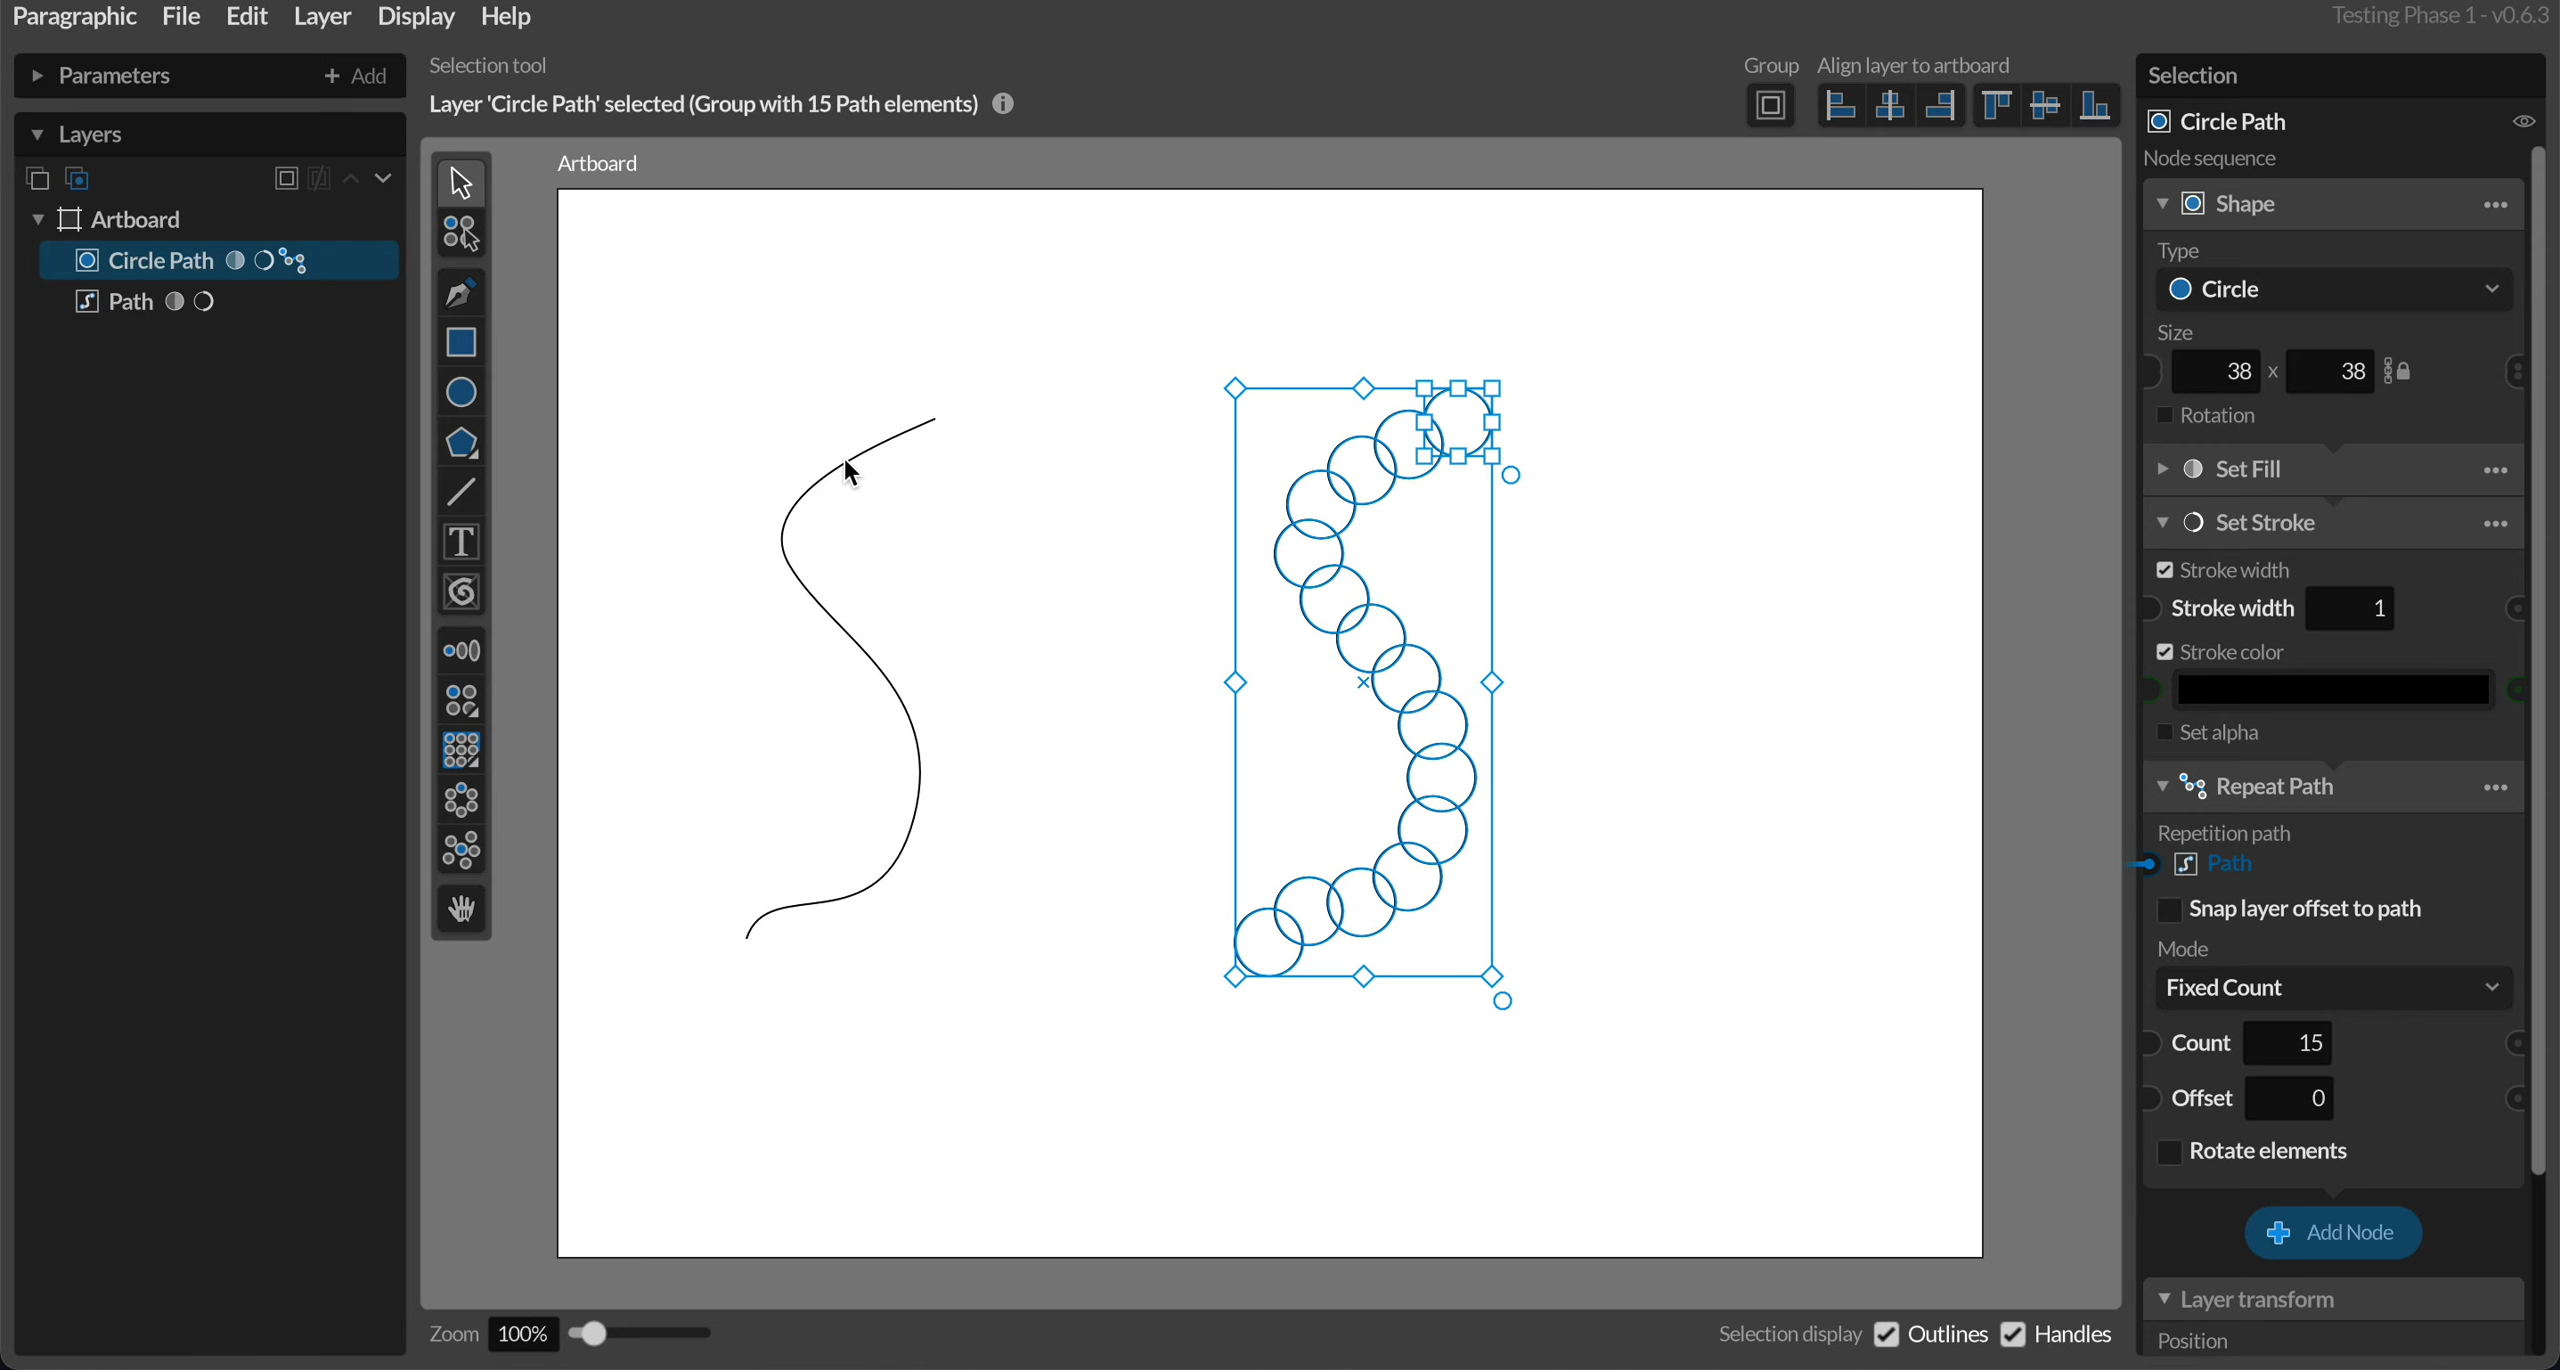 Paragraphic File Edit Layer Display Help
Testing Phase 1 - v0.6.3
Parameters + Add
Layers
Artboard
Circle Path
Path
Selection tool
Layer 'Circle Path' selected (Group with 15 Path elements)
Group Align layer to artboard
Artboard
T
Zoom 100%
Selection display Outlines Handles
Selection
Circle Path
Node sequence
Shape
Type
Circle
Size
38 x 38
Rotation
Set Fill
Set Stroke
Stroke width
Stroke width 1
Stroke color
Set alpha
Repeat Path
Repetition path
Path
Snap layer offset to path
Mode
Fixed Count
Count 15
Offset 0
Rotate elements
Add Node
Layer transform
Position